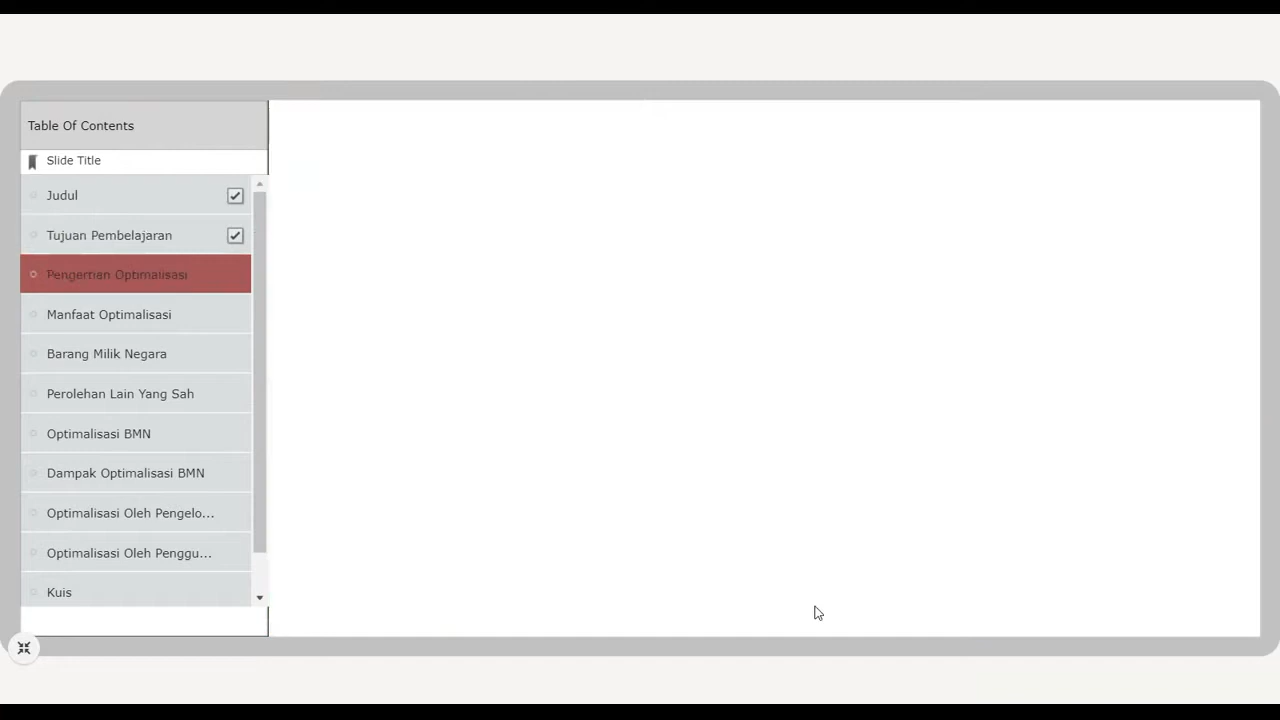 Table Of Contents
Slide Title
Judul
Tujuan Pembelajaran
Pengertian Optimalisasi
Manfaat Optimalisasi
Barang Milik Negara
Perolehan Lain Yang Sah
Optimalisasi BMN
Dampak Optimalisasi BMN
Optimalisasi Oleh Pengelo...
Optimalisasi Oleh Penggu...
Kuis